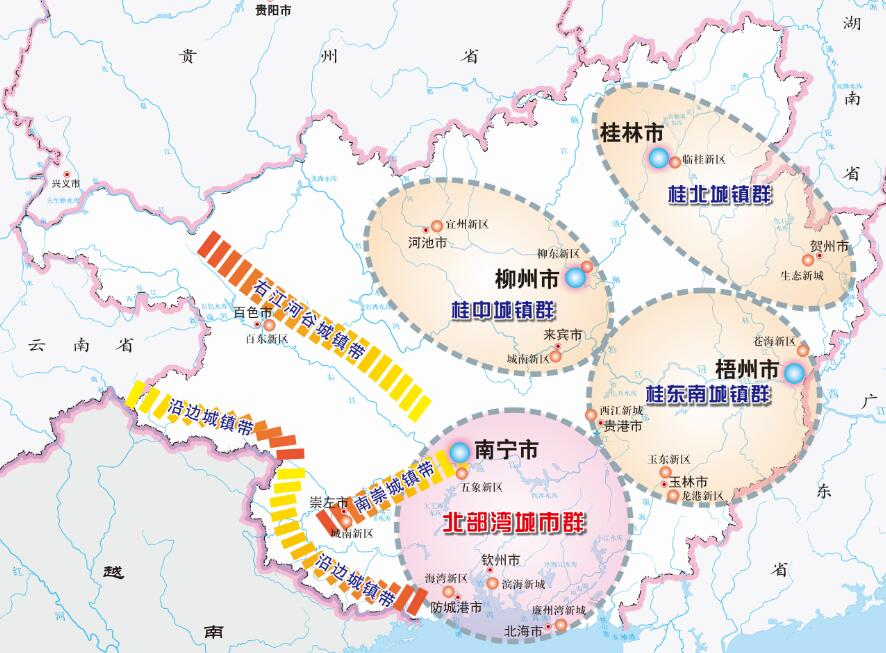 贵阳市
贵州省
湖南省
兴义市
桂林市
临桂新区
桂北城镇群
贺州市
生态新城
宜州新区
河池市
柳东新区
柳州市
桂中城镇群
来宾市
城南新区
右江河谷城镇带
百色市
百东新区
云南省
苍海新区
梧州市
桂东南城镇群
西江新城
贵港市
广东省
沿边城镇带
南宁市
五象新区
南崇城镇带
崇左市
城南新区
玉东新区
玉林市
龙港新区
北部湾城市群
沿边城镇带
钦州市
海湾新区
滨海新城
防城港市
廉州湾新城
北海市
越南
红
河